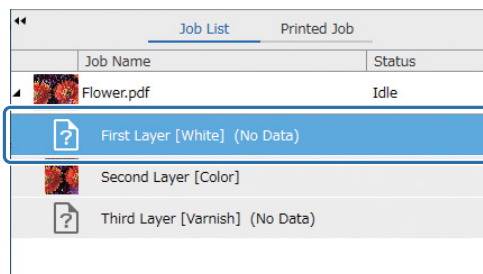 Job List Printed Job
Job Name Status
Flower.pdf Idle
First Layer [White] (No Data)
Second Layer [Color]
Third Layer [Varnish] (No Data)